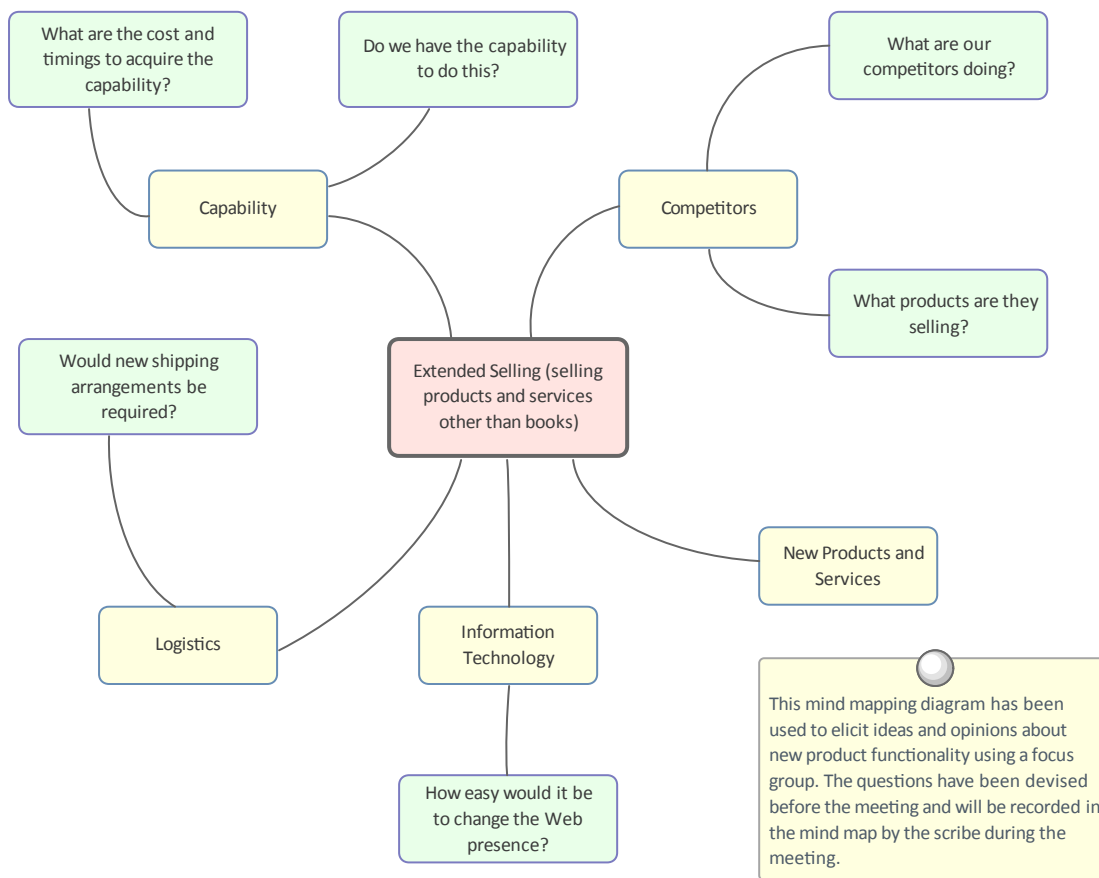 What are the cost and
timings to acquire the
capability?
Do we have the capability
to do this?
What are our
competitors doing?
Capability
Competitors
What products are they
selling?
Would new shipping
arrangements be
required?
Extended Selling (selling
products and services
other than books)
New Products and
Services
Logistics
Information
Technology
This mind mapping diagram has been
used to elicit ideas and opinions about
new product functionality using a focus
group. The questions have been devised
before the meeting and will be recorded in
the mind map by the scribe during the
meeting.
How easy would it be
to change the Web
presence?